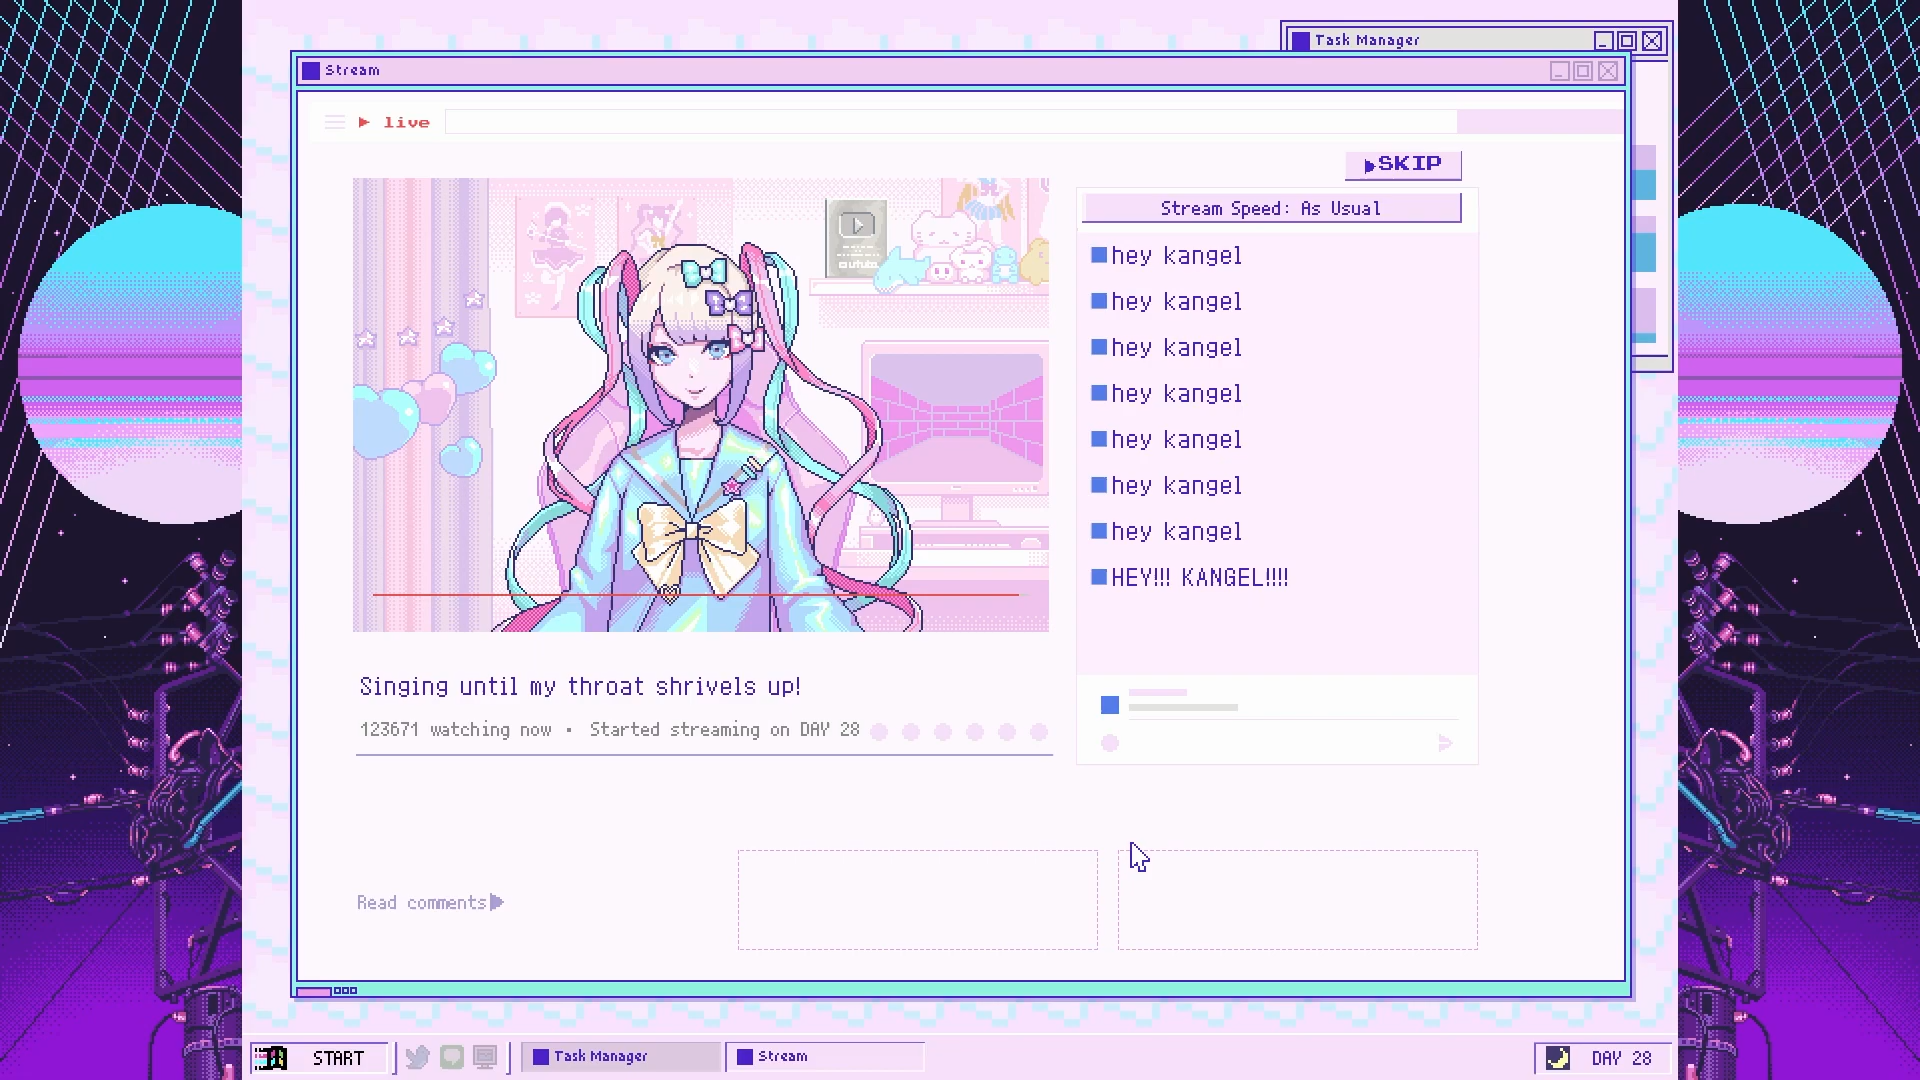 Task Manager
Stream
live
SKIP
Stream Speed: As Usual
hey kangel
hey kangel
hey kangel
hey kangel
hey kangel
hey kangel
hey kangel
HEY!!! KANGEL!!!!
Singing until my throat shrivels up!
123671 watching now • Started streaming on DAY 28
Read comments
START
Task Manager
Stream
DAY 28